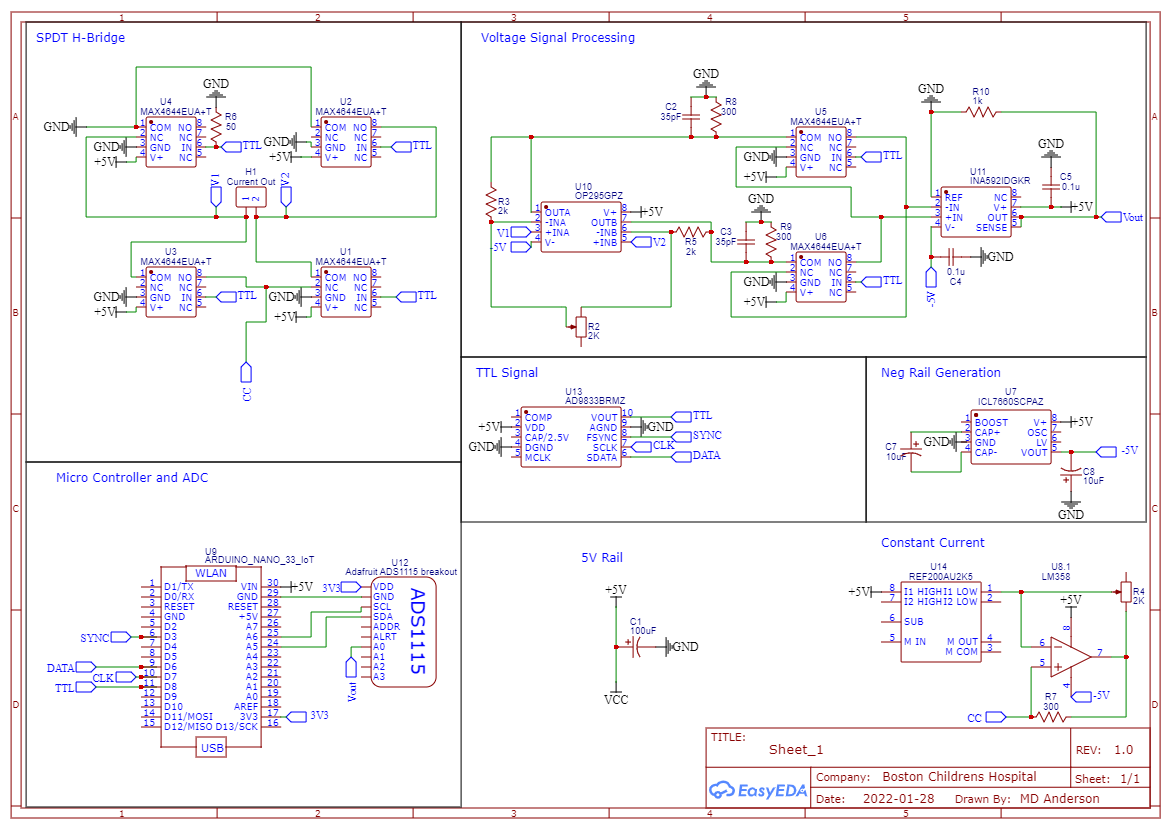 1 3 4 5
SPDT H-Bridge
GND
U4
MAX4644EUA+T
R6
50
GND
GND
+5V
1 COM NO 8
2 NC NC 7
3 GND IN 6
4 V+ NC 5
TTL
U2
MAX4644EUA+T
GND
+5V
1 COM NO 8
2 NC NC 7
3 GND IN 6
4 V+ NC 5
TTL
V1
H1
Current Out
1 2
V2
U3
MAX4644EUA+T
GND
+5V
1 COM NO 8
2 NC NC 7
3 GND IN 6
4 V+ NC 5
TTL
U1
MAX4644EUA+T
GND
+5V
1 COM NO 8
2 NC NC 7
3 GND IN 6
4 V+ NC 5
TTL
CC
Voltage Signal Processing
GND
C2
35pF
R8
300
U5
MAX4644EUA+T
GND
+5V
1 COM NO 8
2 NC NC 7
3 GND IN 6
4 V+ NC 5
TTL
R3
2k
U10
OP295GPZ
V1
-5V
1 OUTA V+ 8
2 -INA OUTB 7
3 +INA -INB 6
4 V- +INB 5
+5V
V2
R5
2k
GND
C3
35pF
R9
300
U6
MAX4644EUA+T
GND
+5V
1 COM NO 8
2 NC NC 7
3 GND IN 6
4 V+ NC 5
TTL
R2
2K
GND
R10
1k
GND
C5
0.1u
+5V
U11
INA592IDGKR
1 REF NC 8
2 -IN V+ 7
3 +IN OUT 6
4 V- SENSE 5
Vout
GND
0.1u
C4
-5V
TTL Signal
U13
AD9833BRMZ
+5V
GND
1 COMP VOUT 10
2 VDD AGND 9
3 CAP/2.5V FSYNC 8
4 DGND SCLK 7
5 MCLK SDATA 6
TTL
GND
SYNC
CLK
DATA
Neg Rail Generation
U7
ICL7660SCPAZ
C7
10uF
GND
1 BOOST V+ 8
2 CAP+ OSC 7
3 GND LV 6
4 CAP- VOUT 5
+5V
-5V
C8
10uF
GND
Micro Controller and ADC
U9
ARDUINO_NANO_33_IoT
WLAN
1 D1/TX VIN 30
2 D0/RX GND 29
3 RESET RESET 28
4 GND +5V 27
5 D2 A7 26
6 D3 A6 25
7 D4 A5 24
8 D5 A4 23
9 D6 A3 22
10 D7 A2 21
11 D8 A1 20
12 D9 A0 19
13 D10 AREF 18
14 D11/MOSI 3V3 17
15 D12/MISO D13/SCK 16
USB
SYNC
DATA
CLK
TTL
+5V
3V3
3V3
U12
Adafruit ADS1115 breakout
VDD
GND
SCL
SDA
ADDR
ALRT
A0
A1
A2
A3
ADS1115
Vout
5V Rail
+5V
C1
100uF
GND
VCC
Constant Current
U14
REF200AU2K5
+5V
8 I1 HIGH I1 LOW 1
7 I2 HIGH I2 LOW 2
6 SUB
5 M IN M OUT 4
M COM 3
U8.1
LM358
+5V
8
6
5
7
4
-5V
R4
2K
CC
R7
300
TITLE:
Sheet_1
REV: 1.0
EasyEDA
Company: Boston Childrens Hospital
Sheet: 1/1
Date: 2022-01-28 Drawn By: MD Anderson
A A
B B
C C
D D
1 2 3 4 5